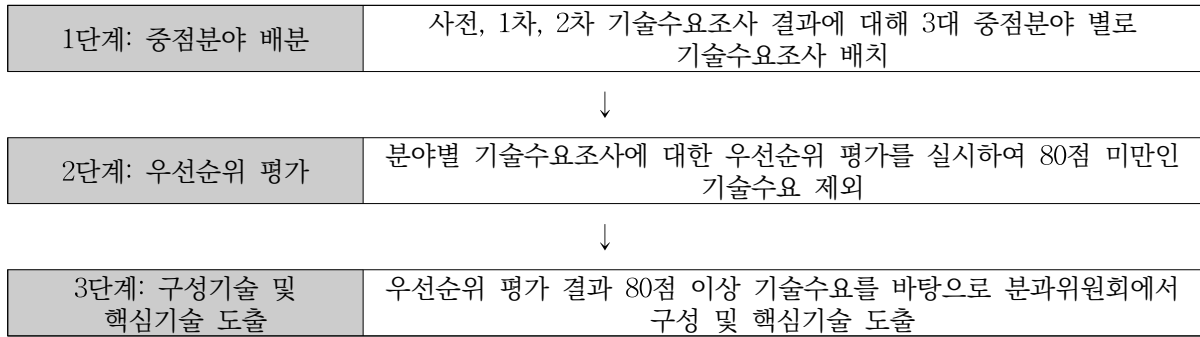 1단계: 중점분야 배분
사전, 1차, 2차 기술수요조사 결과에 대해 3대 중점분야 별로
기술수요조사 배치
↓
2단계: 우선순위 평가
분야별 기술수요조사에 대한 우선순위 평가를 실시하여 80점 미만인
기술수요 제외
↓
3단계: 구성기술 및
핵심기술 도출
우선순위 평가 결과 80점 이상 기술수요를 바탕으로 분과위원회에서
구성 및 핵심기술 도출